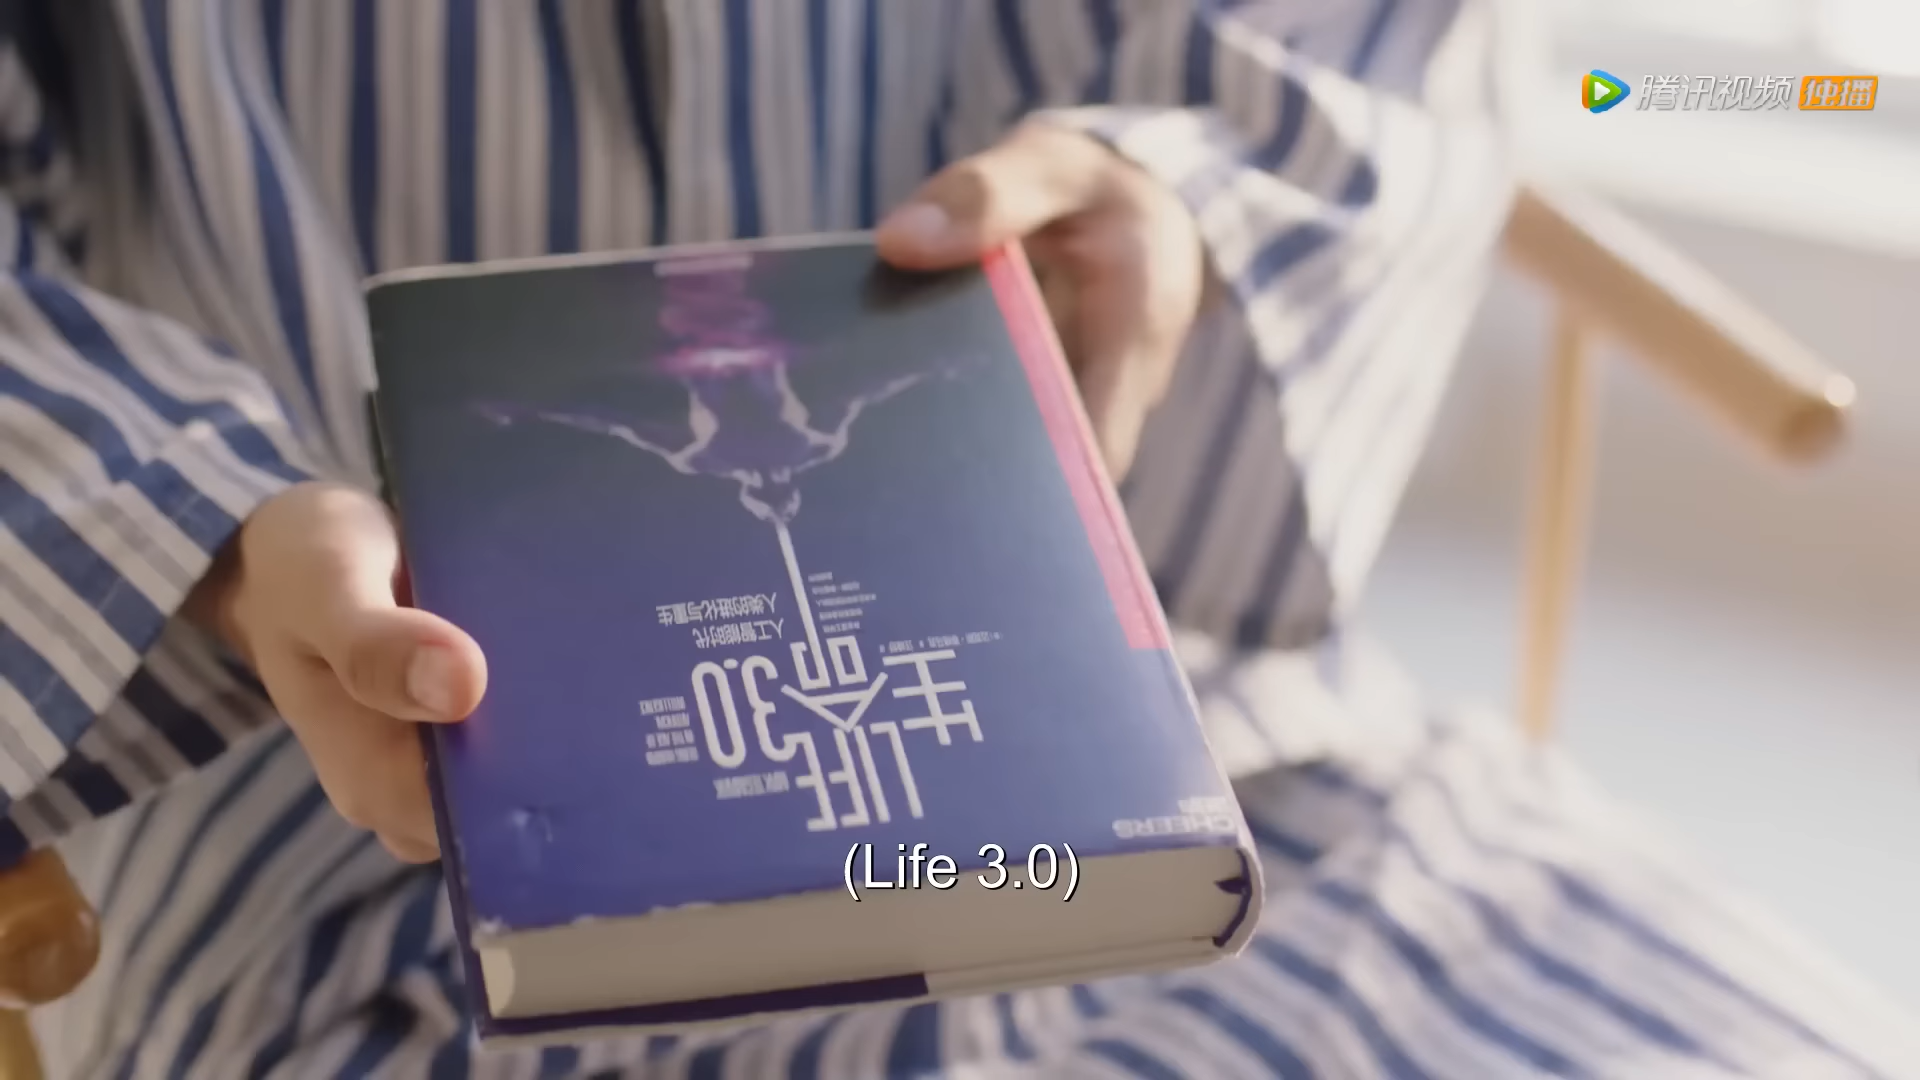 腾讯视频 独播
生命
3.0
LIFE
人工智能时代
人类的进化与重生
MAX TEGMARK
BEING HUMAN
IN THE AGE OF
ARTIFICIAL
INTELLIGENCE
CHEERS
(Life 3.0)